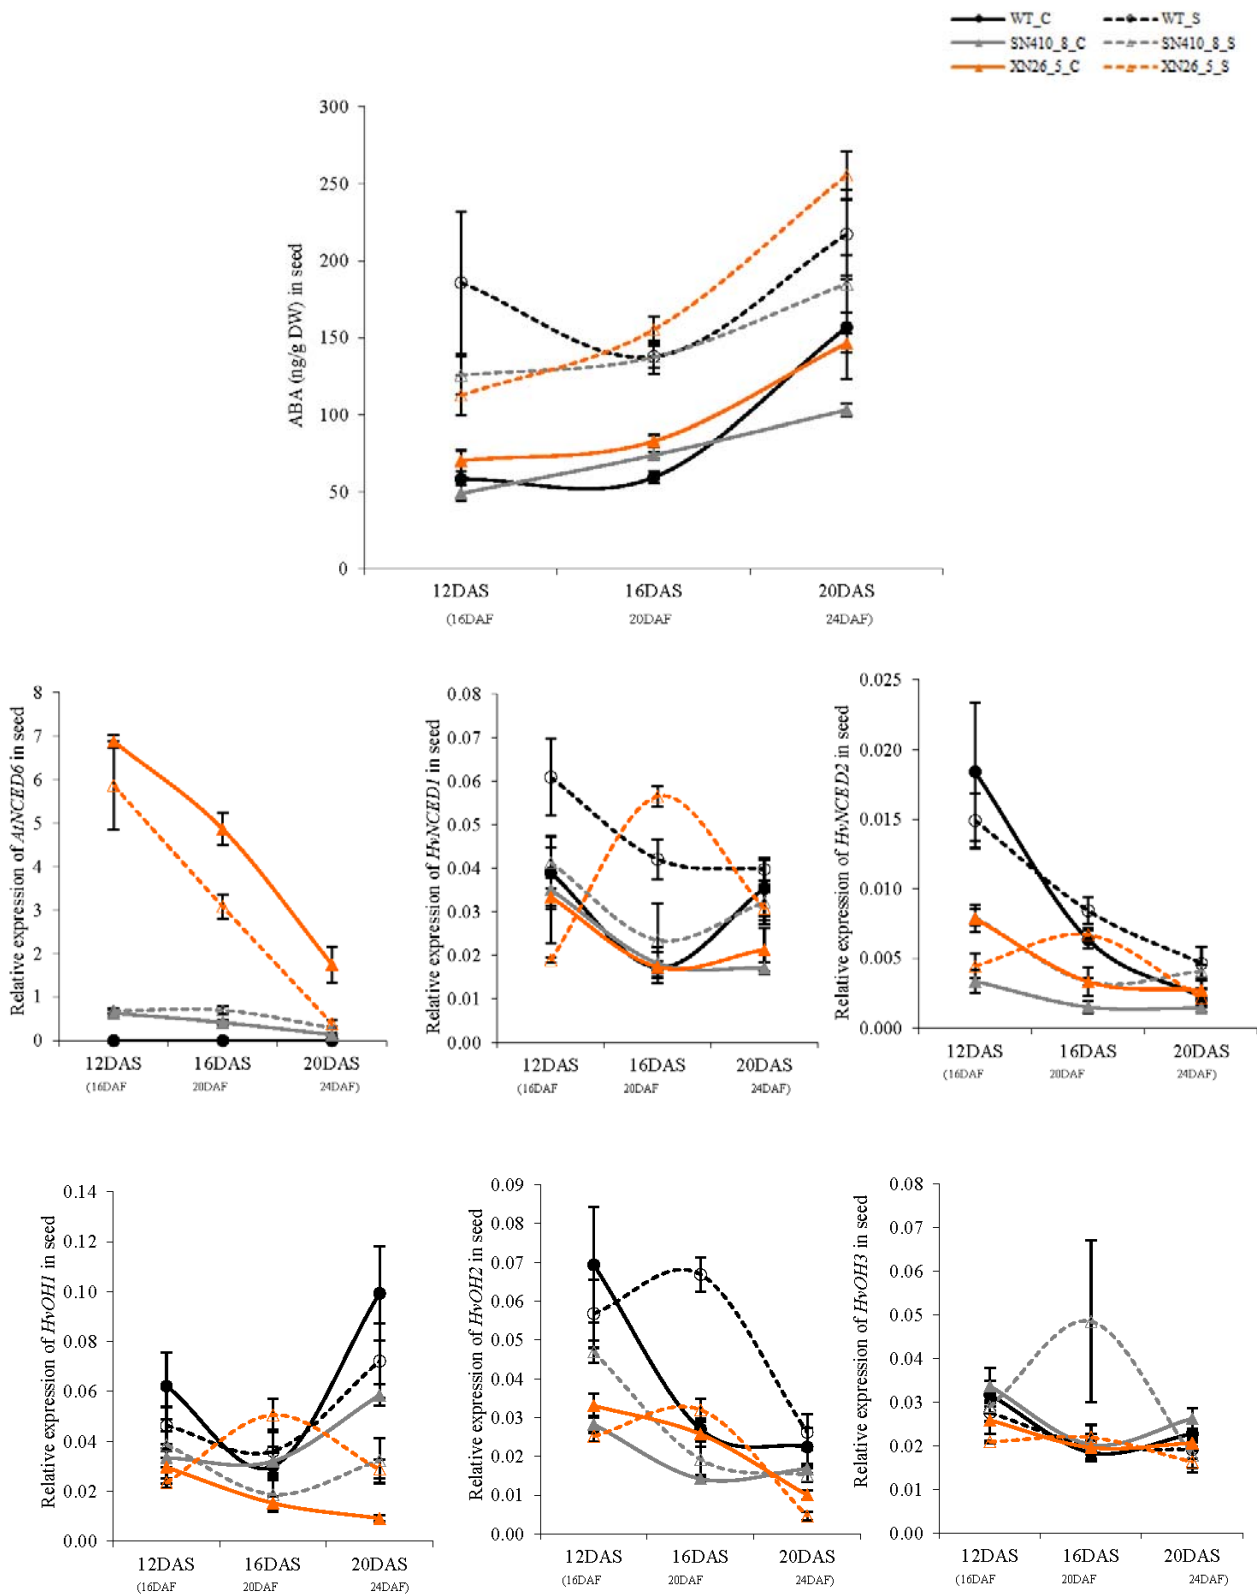 WT_C WT_S
SN410_8_C SN410_8_S
XN26_5_C XN26_5_S
ABA (ng/g DW) in seed
300
250
200
150
100
50
0
12DAS 16DAS 20DAS
(16DAF 20DAF 24DAF)
Relative expression of AtNCED6 in seed
8
7
6
5
4
3
2
1
0
12DAS 16DAS 20DAS
(16DAF 20DAF 24DAF)
Relative expression of HvNCED1 in seed
0.08
0.07
0.06
0.05
0.04
0.03
0.02
0.01
0.00
12DAS 16DAS 20DAS
(16DAF 20DAF 24DAF)
Relative expression of HvNCED2 in seed
0.025
0.020
0.015
0.010
0.005
0.000
12DAS 16DAS 20DAS
(16DAF 20DAF 24DAF)
Relative expression of HvOH1 in seed
0.14
0.12
0.10
0.08
0.06
0.04
0.02
0.00
12DAS 16DAS 20DAS
(16DAF 20DAF 24DAF)
Relative expression of HvOH2 in seed
0.09
0.08
0.07
0.06
0.05
0.04
0.03
0.02
0.01
0.00
12DAS 16DAS 20DAS
(16DAF 20DAF 24DAF)
Relative expression of HvOH3 in seed
0.08
0.07
0.06
0.05
0.04
0.03
0.02
0.01
0.00
12DAS 16DAS 20DAS
(16DAF 20DAF 24DAF)